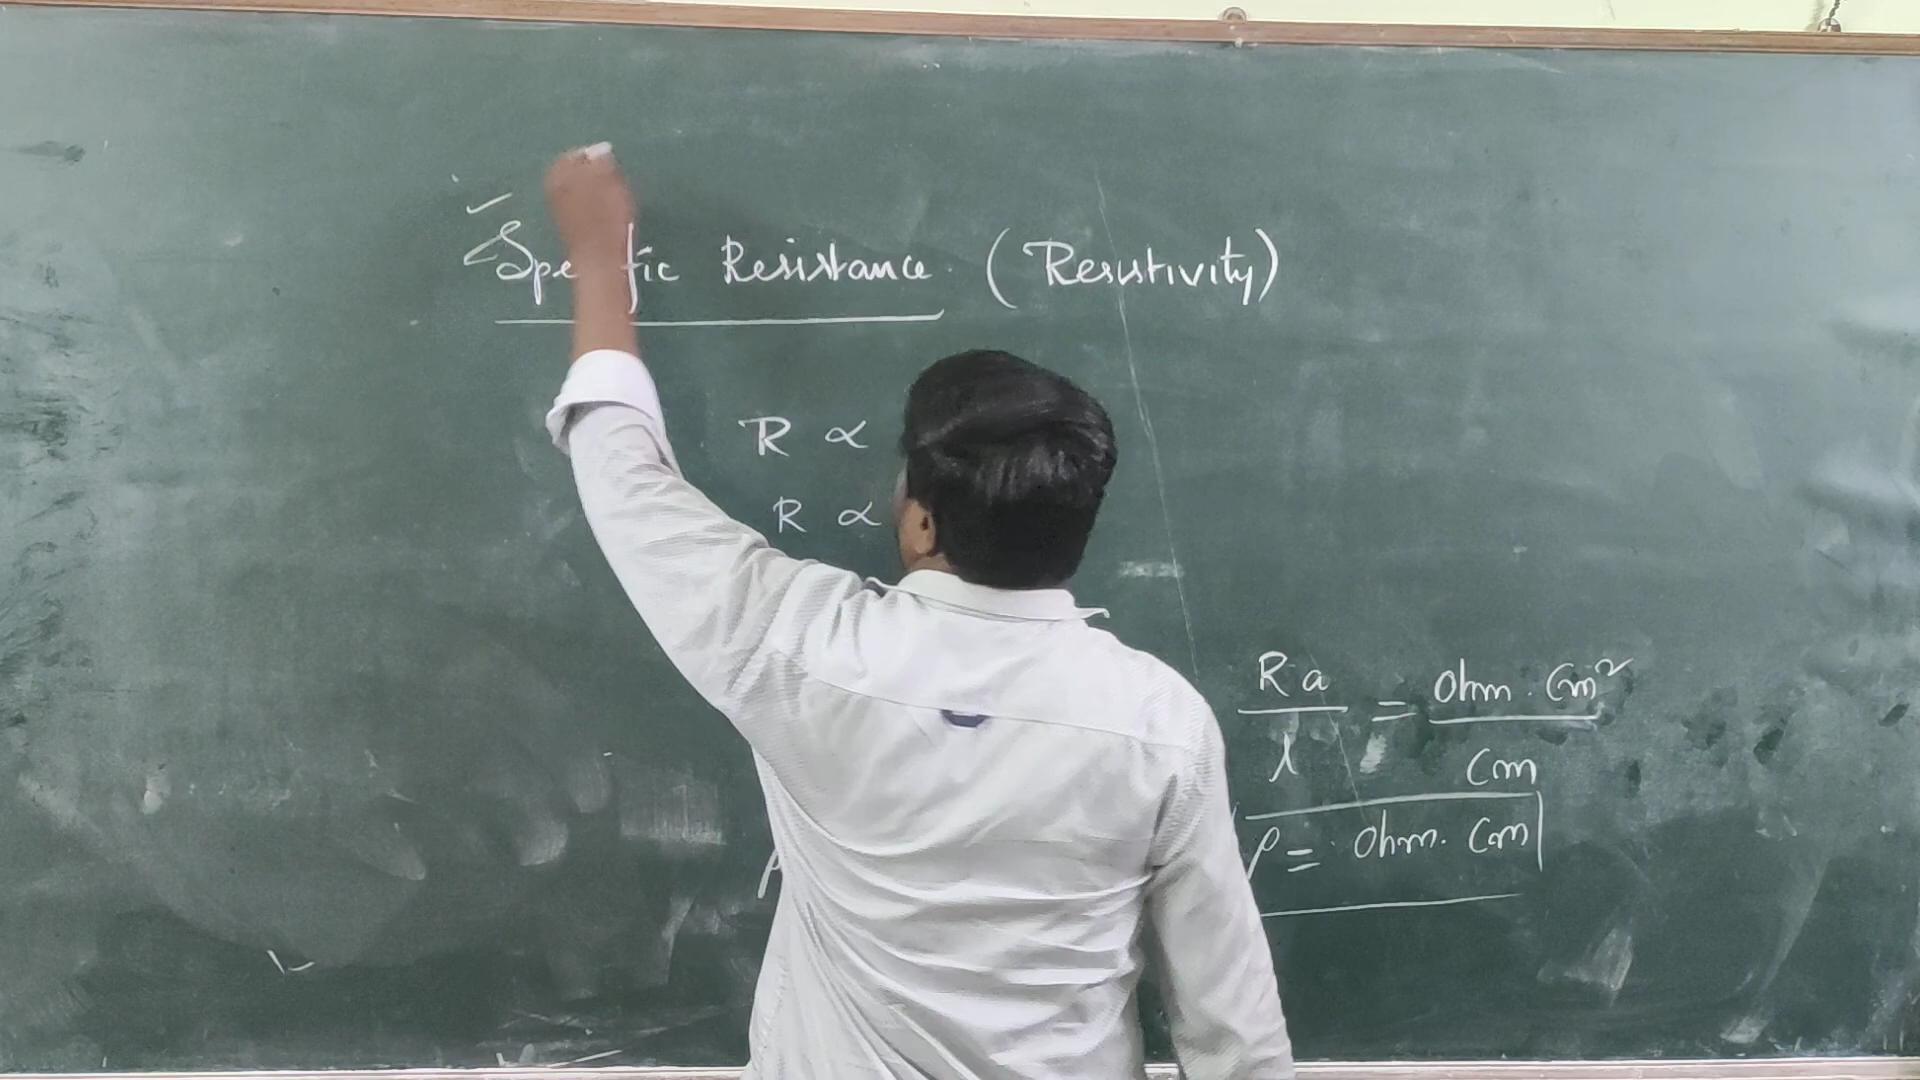 Specific Resistance (Resistivity)
R ∝
R ∝
Ra / l = Ohm. Cm² / Cm
ρ
ρ = Ohm. Cm